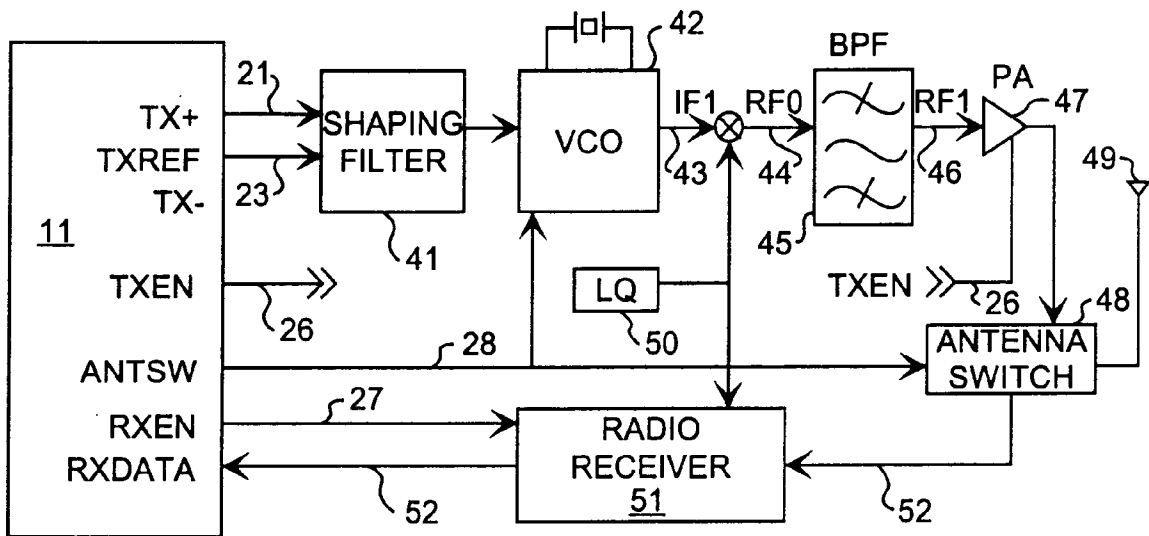 42
BPF
21
PA
TX+
SHAPING
FILTER
VCO
IF1
RF0
RF1
47
TXREF
49
TX-
23
43
44
46
11
41
45
LQ
TXEN
TXEN
26
26
48
50
28
ANTENNA
SWITCH
ANTSW
27
RXEN
RADIO
RECEIVER
RXDATA
51
52
52